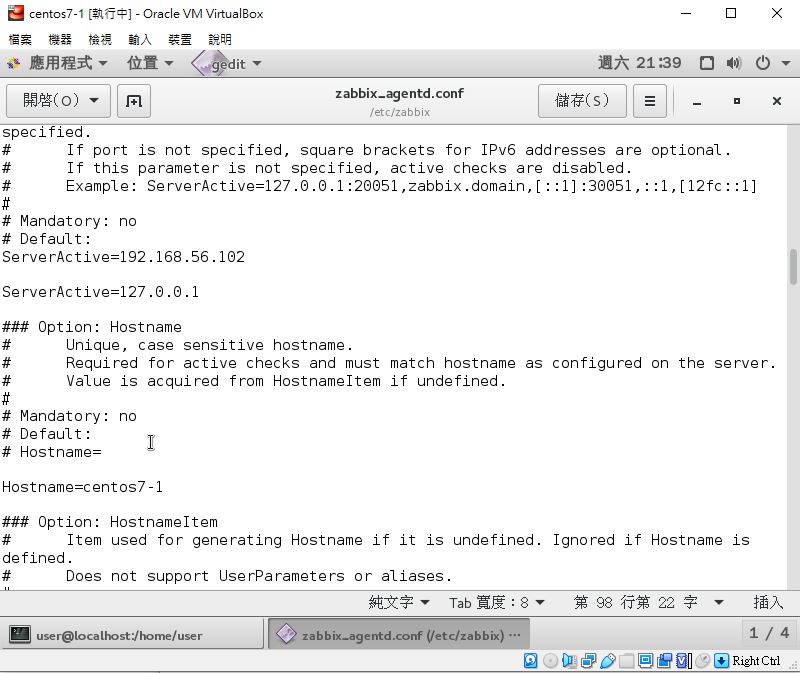 centos7-1 [執行中] - Oracle VM VirtualBox
檔案 機器 檢視 輸入 裝置 說明
應用程式 位置 gedit 週六 21:39
開啓(O) zabbix_agentd.conf 儲存(S)
/etc/zabbix
specified.
#      If port is not specified, square brackets for IPv6 addresses are optional.
#      If this parameter is not specified, active checks are disabled.
#      Example: ServerActive=127.0.0.1:20051,zabbix.domain,[::1]:30051,::1,[12fc::1]
#
# Mandatory: no
# Default:
ServerActive=192.168.56.102
ServerActive=127.0.0.1
### Option: Hostname
#      Unique, case sensitive hostname.
#      Required for active checks and must match hostname as configured on the server.
#      Value is acquired from HostnameItem if undefined.
#
# Mandatory: no
# Default:
# Hostname=
Hostname=centos7-1
### Option: HostnameItem
#      Item used for generating Hostname if it is undefined. Ignored if Hostname is
defined.
#      Does not support UserParameters or aliases.
#
純文字 Tab 寬度：8 第 98 行第 22 字 插入
user@localhost:/home/user zabbix_agentd.conf (/etc/zabbix) ··· 1 / 4
Right Ctrl